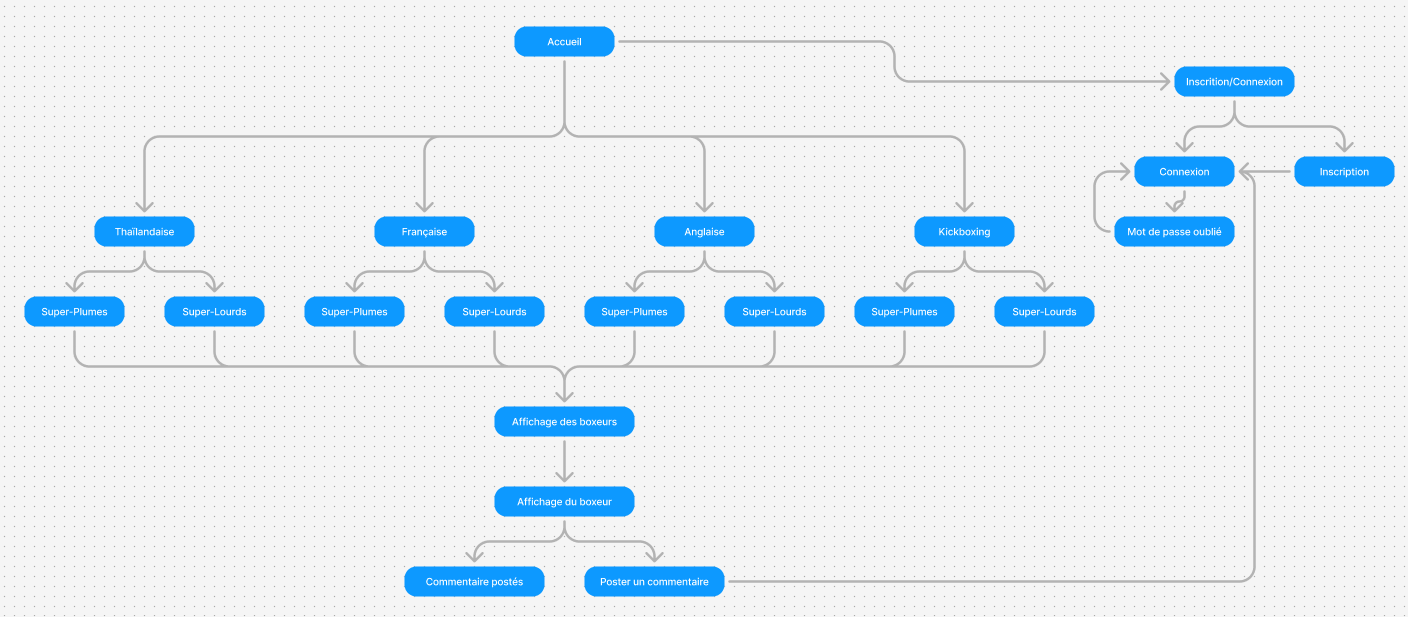 Accueil
Inscrition/Connexion
Connexion
Inscription
Thaïlandaise
Française
Anglaise
Kickboxing
Mot de passe oublié
Super-Plumes
Super-Lourds
Super-Plumes
Super-Lourds
Super-Plumes
Super-Lourds
Super-Plumes
Super-Lourds
Affichage des boxeurs
Affichage du boxeur
Commentaire postés
Poster un commentaire